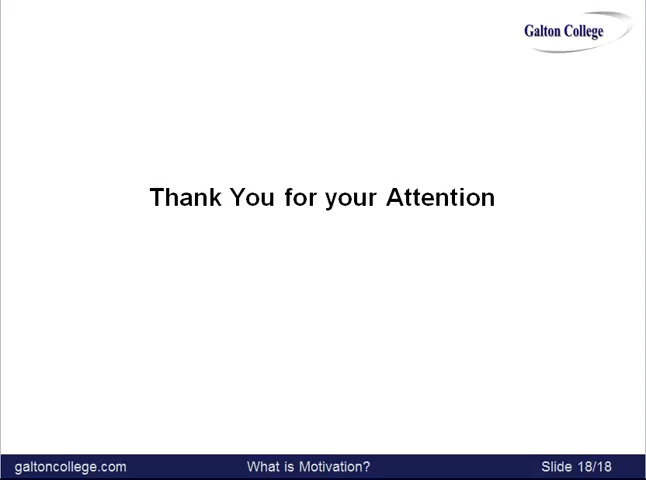 Galton College
Thank You for your Attention
galtoncollege.com
What is Motivation?
Slide 18/18